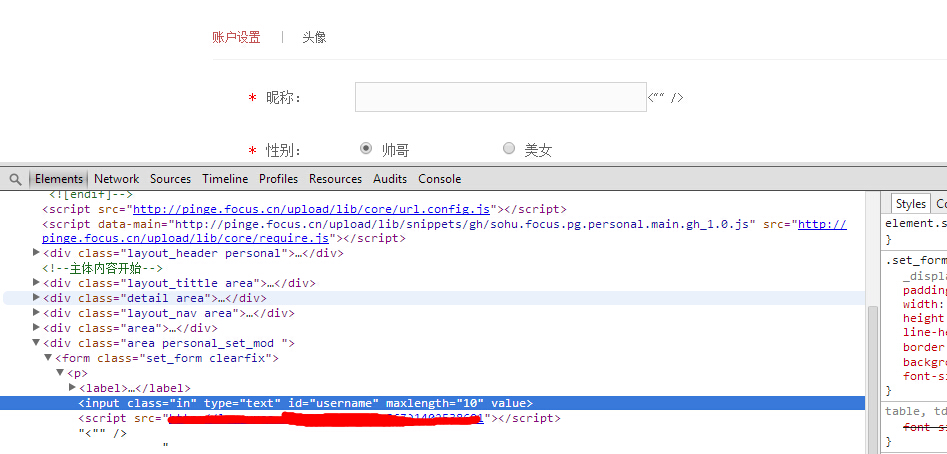 账户设置 | 头像
* 昵称： <"" />
* 性别： 帅哥 美女
Elements Network Sources Timeline Profiles Resources Audits Console
<![endif]-->
<script src="http://pinge.focus.cn/upload/lib/core/url.config.js"></script>
<script data-main="http://pinge.focus.cn/upload/lib/snippets/gh/sohu.focus.pg.personal.main.gh_1.0.js" src="http://
pinge.focus.cn/upload/lib/core/require.js"></script>
<div class="layout_header personal">…</div>
<!--主体内容开始-->
<div class="layout_tittle area">…</div>
<div class="detail area">…</div>
<div class="layout_nav area">…</div>
<div class="area">…</div>
<div class="area personal_set_mod ">
<form class="set_form clearfix">
<p>
<label>…</label>
<input class="in" type="text" id="username" maxlength="10" value>
<script src="></script>
"<"" />
"
Styles Co
element.s
}
.set_form
_displa
padding
width:
height
line-he
border
backgro
font-si
}
table, td
font-si
}